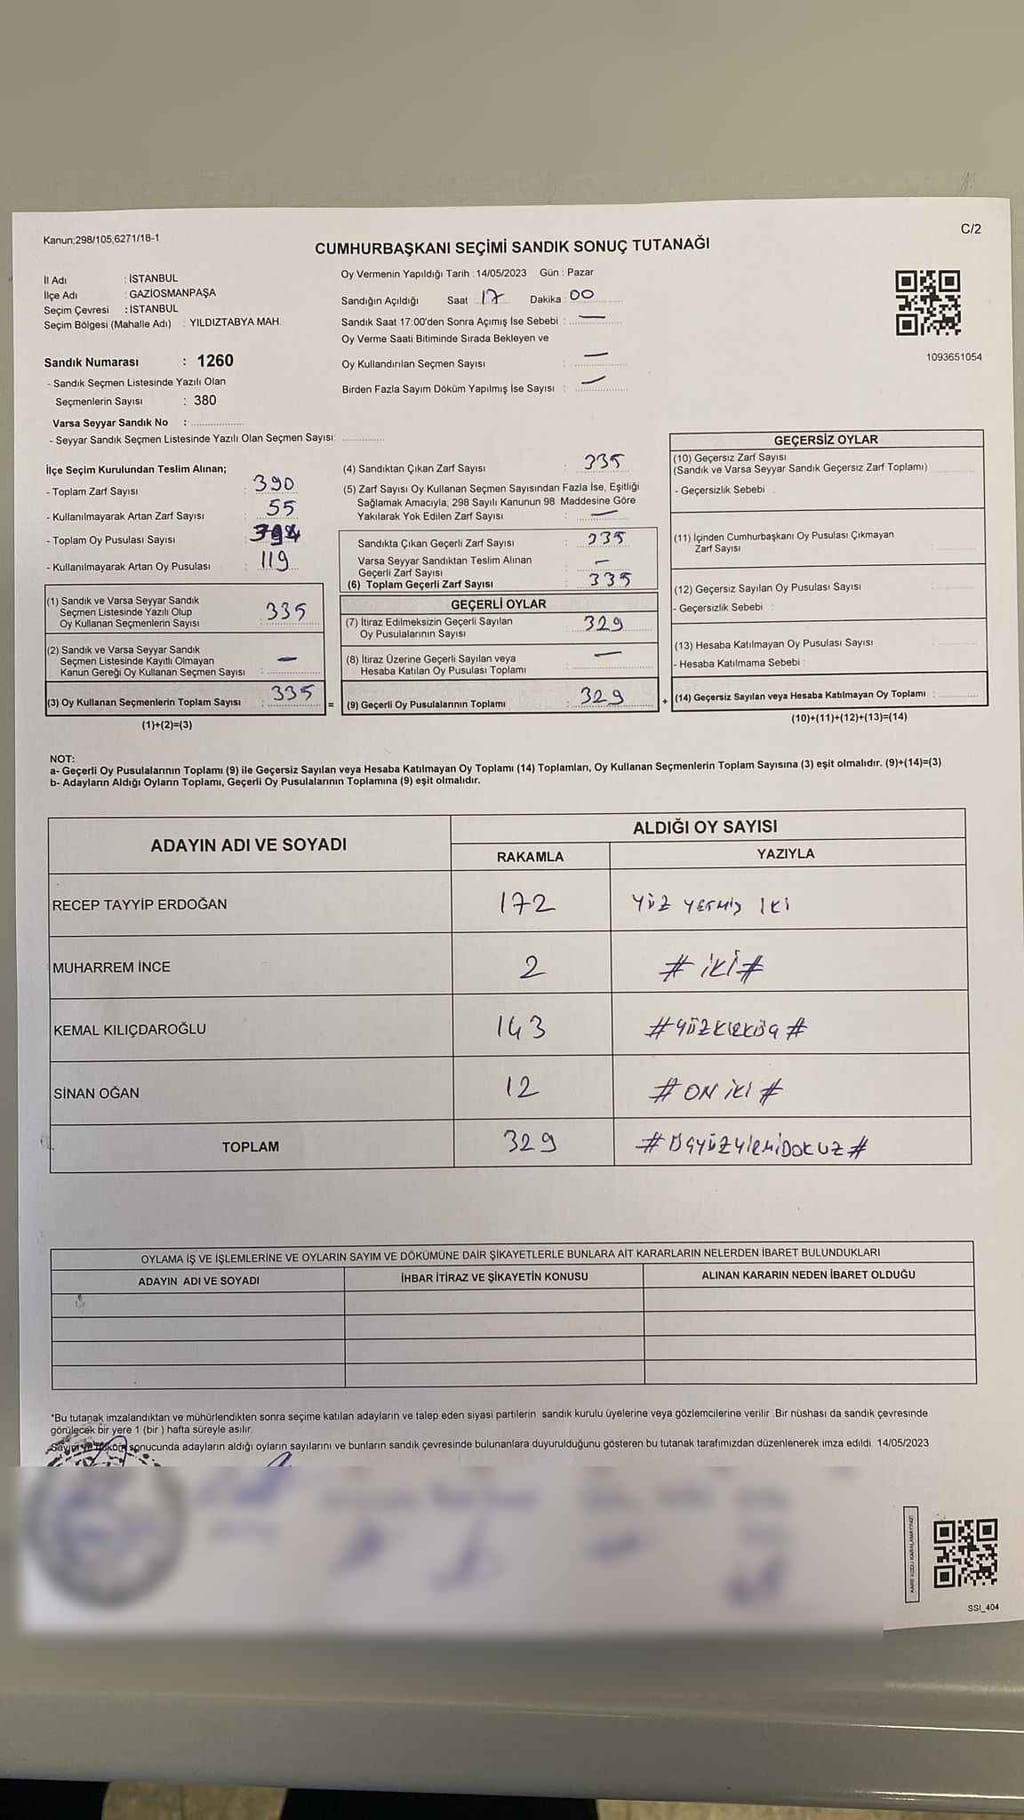 Kanun;298/105,6271/18-1
C/2
CUMHURBAŞKANI SEÇİMİ SANDIK SONUÇ TUTANAĞI
İl Adı : İSTANBUL
İlçe Adı : GAZİOSMANPAŞA
Seçim Çevresi : İSTANBUL
Seçim Bölgesi (Mahalle Adı) : YILDIZTABYA MAH.
Oy Vermenin Yapıldığı Tarih : 14/05/2023 Gün : Pazar
Sandığın Açıldığı Saat 17 Dakika : 00
Sandık Saat 17:00'den Sonra Açımış İse Sebebi : —
Oy Verme Saati Bitiminde Sırada Bekleyen ve
Oy Kullandırılan Seçmen Sayısı : —
Birden Fazla Sayım Döküm Yapılmış İse Sayısı : —
1093651054
Sandık Numarası : 1260
- Sandık Seçmen Listesinde Yazılı Olan
Seçmenlerin Sayısı : 380
Varsa Seyyar Sandık No :
- Seyyar Sandık Seçmen Listesinde Yazılı Olan Seçmen Sayısı:
İlçe Seçim Kurulundan Teslim Alınan;
- Toplam Zarf Sayısı : 390
- Kullanılmayarak Artan Zarf Sayısı : 55
- Toplam Oy Pusulası Sayısı :
- Kullanılmayarak Artan Oy Pusulası : 119
(1) Sandık ve Varsa Seyyar Sandık
Seçmen Listesinde Yazılı Olup
Oy Kullanan Seçmenlerin Sayısı : 335
(2) Sandık ve Varsa Seyyar Sandık
Seçmen Listesinde Kayıtlı Olmayan
Kanun Gereği Oy Kullanan Seçmen Sayısı : —
(3) Oy Kullanan Seçmenlerin Toplam Sayısı : 335
(1)+(2)=(3)
=
(4) Sandıktan Çıkan Zarf Sayısı : 335
(5) Zarf Sayısı Oy Kullanan Seçmen Sayısından Fazla İse, Eşitliği
Sağlamak Amacıyla, 298 Sayılı Kanunun 98. Maddesine Göre
Yakılarak Yok Edilen Zarf Sayısı : —
Sandıkta Çıkan Geçerli Zarf Sayısı : 335
Varsa Seyyar Sandıktan Teslim Alınan
Geçerli Zarf Sayısı : —
(6) Toplam Geçerli Zarf Sayısı : 335
GEÇERLİ OYLAR
(7) İtiraz Edilmeksizin Geçerli Sayılan
Oy Pusulalarının Sayısı : 329
(8) İtiraz Üzerine Geçerli Sayılan veya
Hesaba Katılan Oy Pusulası Toplamı : —
(9) Geçerli Oy Pusulalarının Toplamı : 329
+
GEÇERSİZ OYLAR
(10) Geçersiz Zarf Sayısı
(Sandık ve Varsa Seyyar Sandık Geçersiz Zarf Toplamı)
- Geçersizlik Sebebi :
(11) İçinden Cumhurbaşkanı Oy Pusulası Çıkmayan
Zarf Sayısı
(12) Geçersiz Sayılan Oy Pusulası Sayısı
- Geçersizlik Sebebi :
(13) Hesaba Katılmayan Oy Pusulası Sayısı
- Hesaba Katılmama Sebebi :
(14) Geçersiz Sayılan veya Hesaba Katılmayan Oy Toplamı :
(10)+(11)+(12)+(13)=(14)
NOT:
a- Geçerli Oy Pusulalarının Toplamı (9) ile Geçersiz Sayılan veya Hesaba Katılmayan Oy Toplamı (14) Toplamları, Oy Kullanan Seçmenlerin Toplam Sayısına (3) eşit olmalıdır. (9)+(14)=(3)
b- Adayların Aldığı Oyların Toplamı, Geçerli Oy Pusulalarının Toplamına (9) eşit olmalıdır.
ADAYIN ADI VE SOYADI
ALDIĞI OY SAYISI
RAKAMLA YAZIYLA
RECEP TAYYİP ERDOĞAN 172 YÜZ YETMİŞ İKİ
MUHARREM İNCE 2 # İKİ #
KEMAL KILIÇDAROĞLU 143 # YÜZKIRKÜÇ #
SİNAN OĞAN 12 # ON İKİ #
TOPLAM 329 # ÜÇYÜZYİRMİDOKUZ #
OYLAMA İŞ VE İŞLEMLERİNE VE OYLARIN SAYIM VE DÖKÜMÜNE DAİR ŞİKAYETLERLE BUNLARA AİT KARARLARIN NELERDEN İBARET BULUNDUKLARI
ADAYIN ADI VE SOYADI İHBAR İTİRAZ VE ŞİKAYETİN KONUSU ALINAN KARARIN NEDEN İBARET OLDUĞU
*Bu tutanak imzalandıktan ve mühürlendikten sonra seçime katılan adayların ve talep eden siyasi partilerin sandık kurulu üyelerine veya gözlemcilerine verilir. Bir nüshası da sandık çevresinde
görülecek bir yere 1 (bir ) hafta süreyle asılır.
Sayım ve döküm sonucunda adayların aldığı oyların sayılarını ve bunların sandık çevresinde bulunanlara duyurulduğunu gösteren bu tutanak tarafımızdan düzenlenerek imza edildi. 14/05/2023
SSI_404